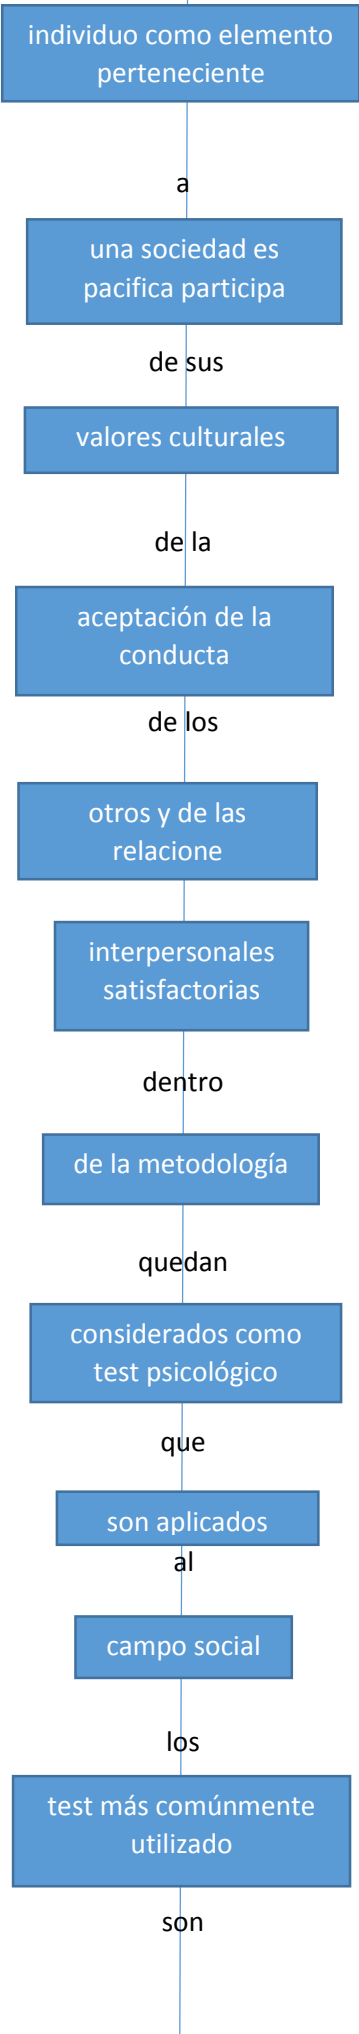 individuo como elemento
perteneciente
a
una sociedad es
pacifica participa
de sus
valores culturales
de la
aceptación de la
conducta
de los
otros y de las
relacione
interpersonales
satisfactorias
dentro
de la metodología
quedan
considerados como
test psicológico
que
son aplicados
al
campo social
los
test más comúnmente
utilizado
son